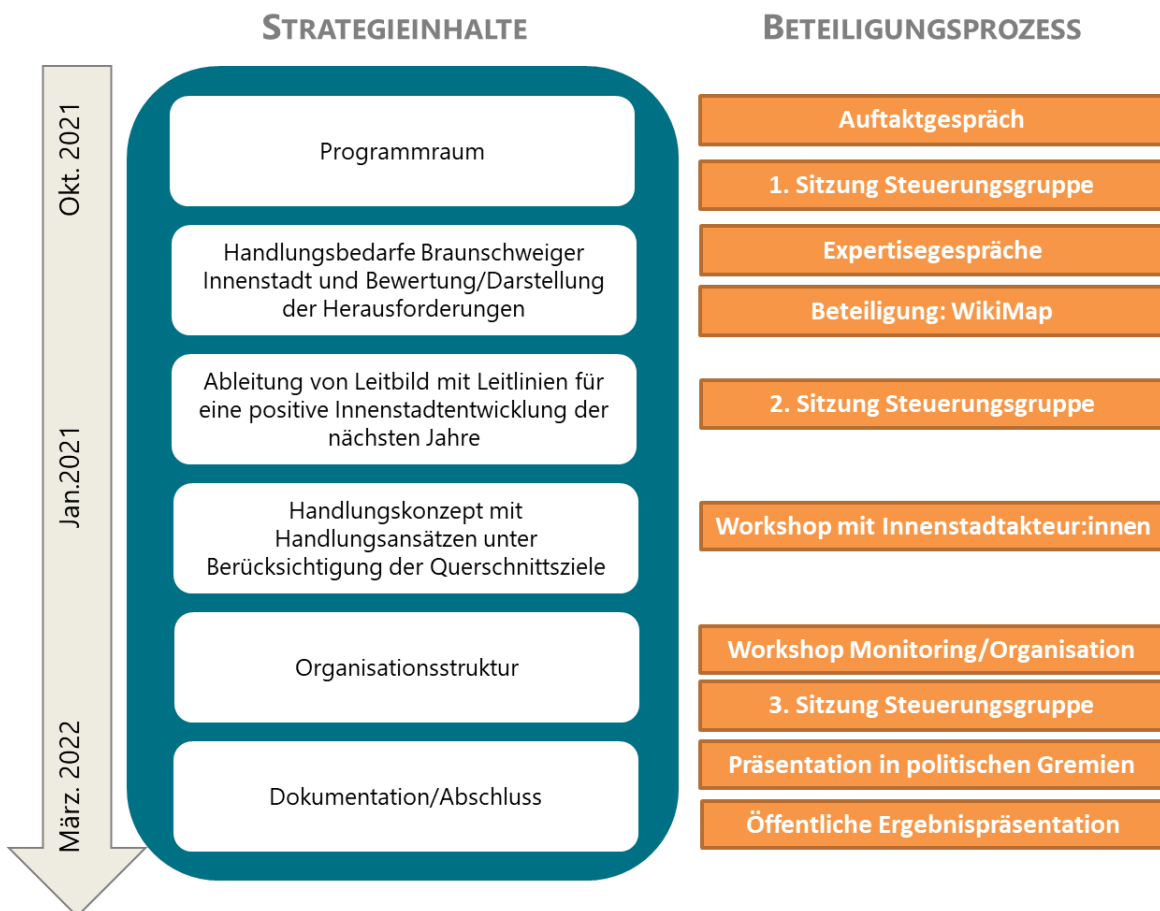 STRATEGIEINHALTE
BETEILIGUNGSPROZESS
Okt. 2021
Jan.2021
März. 2022
Programmraum
Handlungsbedarfe Braunschweiger
Innenstadt und Bewertung/Darstellung
der Herausforderungen
Ableitung von Leitbild mit Leitlinien für
eine positive Innenstadtentwicklung der
nächsten Jahre
Handlungskonzept mit
Handlungsansätzen unter
Berücksichtigung der Querschnittsziele
Organisationsstruktur
Dokumentation/Abschluss
Auftaktgespräch
1. Sitzung Steuerungsgruppe
Expertisegespräche
Beteiligung: WikiMap
2. Sitzung Steuerungsgruppe
Workshop mit Innenstadtakteur:innen
Workshop Monitoring/Organisation
3. Sitzung Steuerungsgruppe
Präsentation in politischen Gremien
Öffentliche Ergebnispräsentation